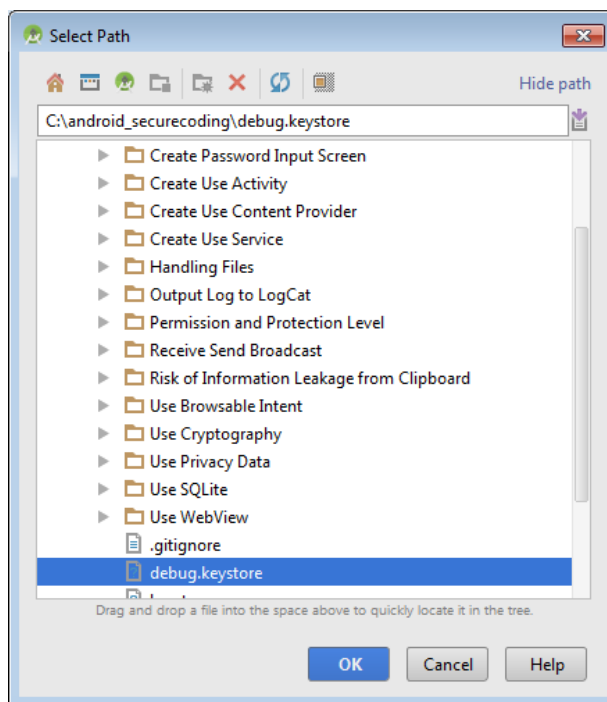 Select Path
Hide path
C:\android_securecoding\debug.keystore
Create Password Input Screen
Create Use Activity
Create Use Content Provider
Create Use Service
Handling Files
Output Log to LogCat
Permission and Protection Level
Receive Send Broadcast
Risk of Information Leakage from Clipboard
Use Browsable Intent
Use Cryptography
Use Privacy Data
Use SQLite
Use WebView
.gitignore
debug.keystore
Drag and drop a file into the space above to quickly locate it in the tree.
OK Cancel Help